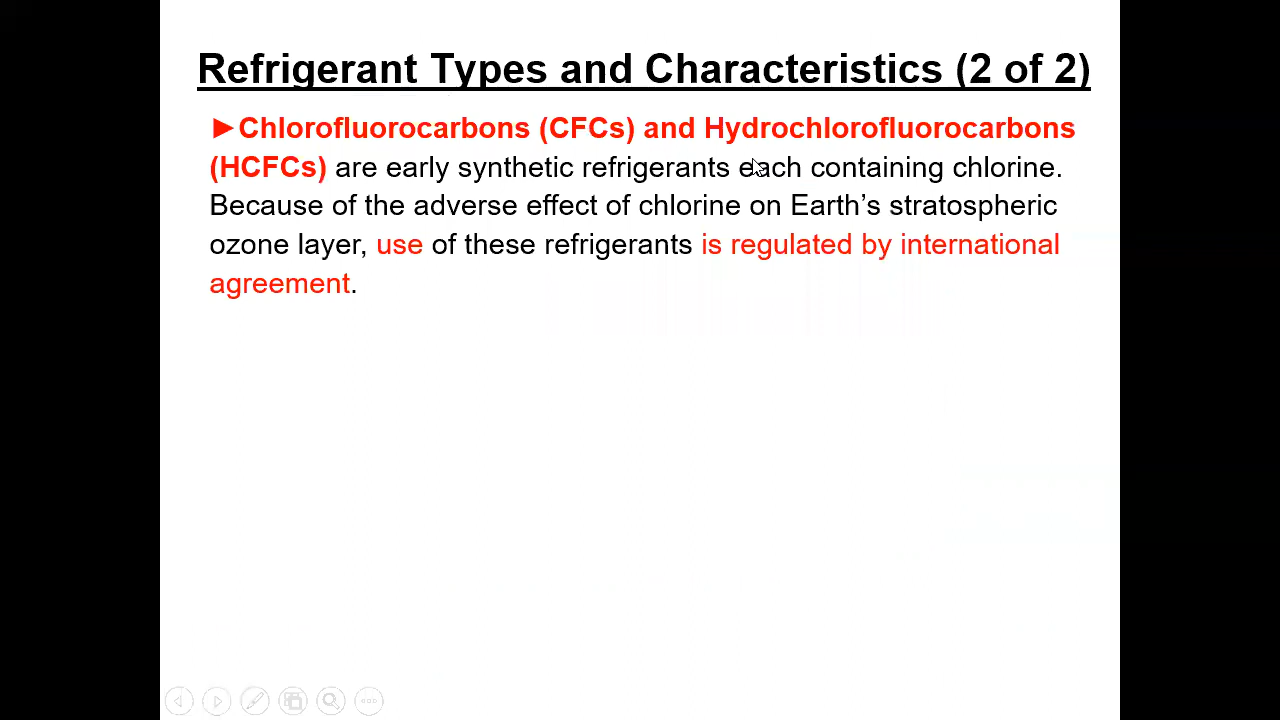 Refrigerant Types and Characteristics (2 of 2)
►Chlorofluorocarbons (CFCs) and Hydrochlorofluorocarbons
(HCFCs) are early synthetic refrigerants each containing chlorine.
Because of the adverse effect of chlorine on Earth’s stratospheric
ozone layer, use of these refrigerants is regulated by international
agreement.